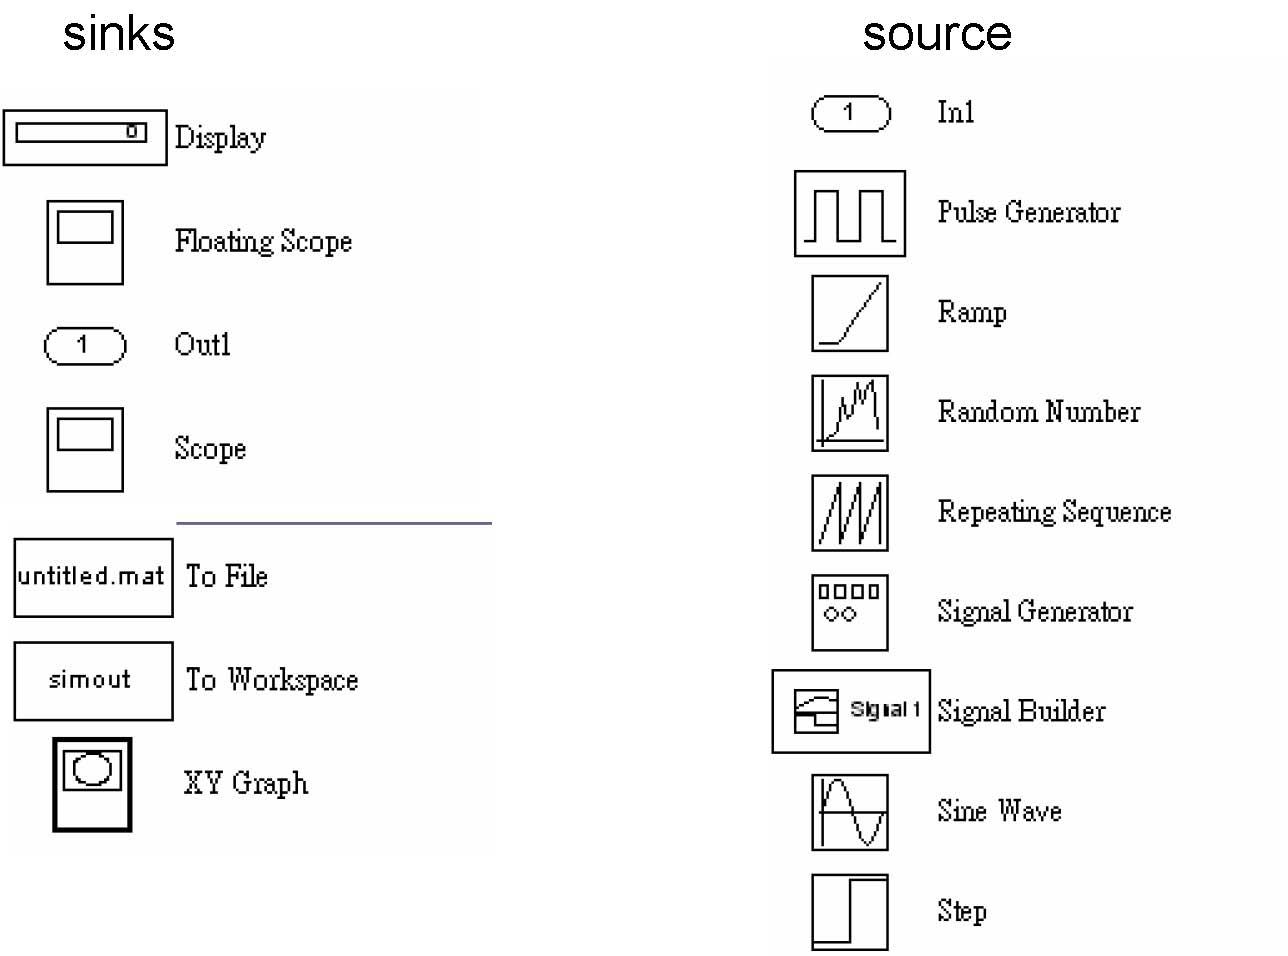 sinks
0
Display
Floating Scope
1
Out1
Scope
untitled.mat
To File
simout
To Workspace
XY Graph
source
1
In1
Pulse Generator
Ramp
Random Number
Repeating Sequence
Signal Generator
Signal 1
Signal Builder
Sine Wave
Step